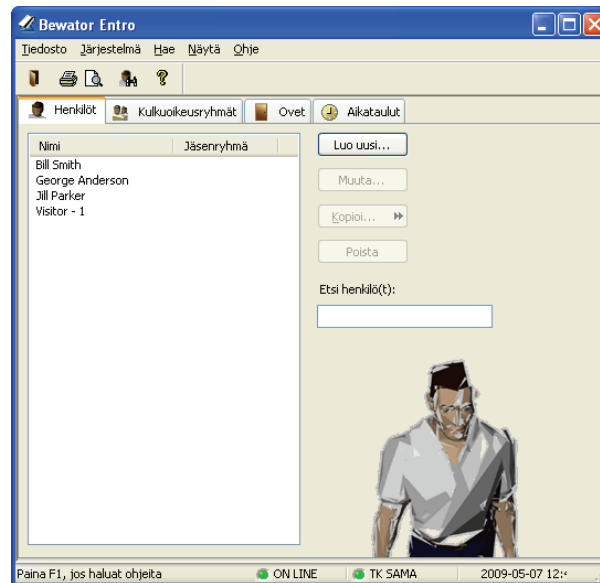 Bewator Entro
Tiedosto Järjestelmä Hae Näytä Ohje
Henkilöt Kulkuoikeusryhmät Ovet Aikataulut
Nimi Jäsenryhmä
Bill Smith
George Anderson
Jill Parker
Visitor - 1
Luo uusi...
Muuta...
Kopioi...
Poista
Etsi henkilö(t):
Paina F1, jos haluat ohjeita ON LINE TK SAMA 2009-05-07